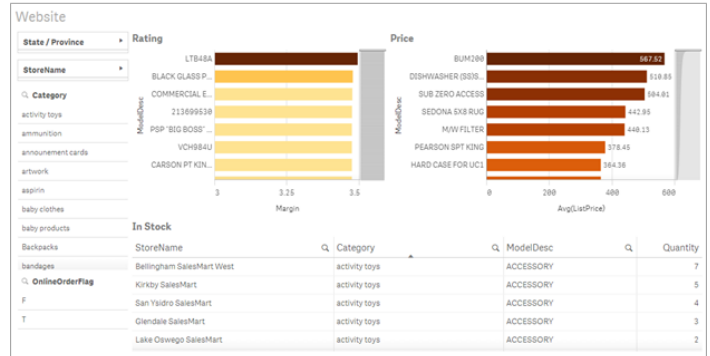 Website
State / Province
StoreName
Category
activity toys
ammunition
announement cards
artwork
aspirin
baby clothes
baby products
Backpacks
bandages
OnlineOrderFlag
F
T
Rating
ModelDesc
LTB48A
BLACK GLASS P...
COMMERCIAL E...
213699530
PSP "BIG BOSS" ...
VCH984U
CARSON PT KIN...
3 3.25 3.5
Margin
Price
ModelDesc
BUM200 567.52
DISHWASHER (SS)S... 510.85
SUB ZERO ACCESS 504.01
SEDONA 5X8 RUG 442.95
M/W FILTER 440.13
PEARSON SPT KING 378.45
HARD CASE FOR UC1 364.36
0 200 400 600
Avg(ListPrice)
In Stock
StoreName Category ModelDesc Quantity
Bellingham SalesMart West activity toys ACCESSORY 7
Kirkby SalesMart activity toys ACCESSORY 5
San Ysidro SalesMart activity toys ACCESSORY 4
Glendale SalesMart activity toys ACCESSORY 3
Lake Oswego SalesMart activity toys ACCESSORY 2